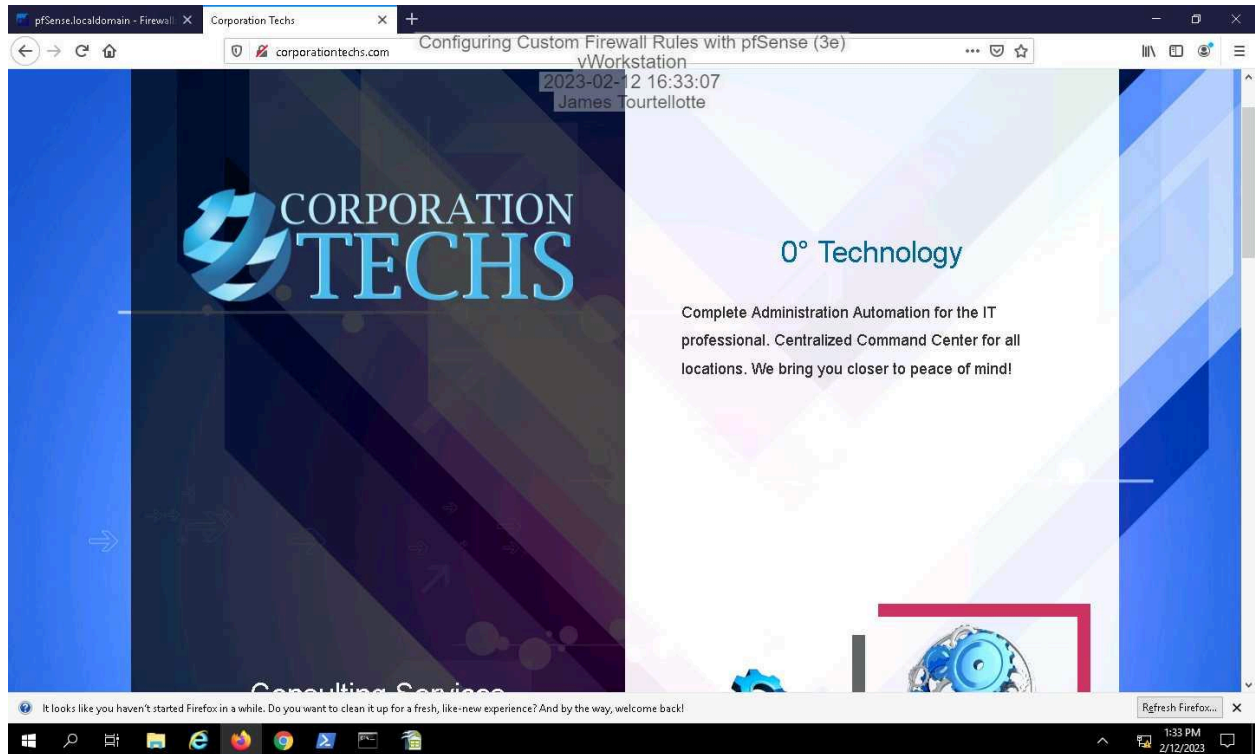 pfSense.localdomain - Firewall:
Corporation Techs
corporationtechs.com
Configuring Custom Firewall Rules with pfSense (3e)
vWorkstation
2023-02-12 16:33:07
James Tourtellotte
CORPORATION
TECHS
0° Technology
Complete Administration Automation for the IT
professional. Centralized Command Center for all
locations. We bring you closer to peace of mind!
Consulting Services
It looks like you haven't started Firefox in a while. Do you want to clean it up for a fresh, like-new experience? And by the way, welcome back!
Refresh Firefox...
1:33 PM
2/12/2023